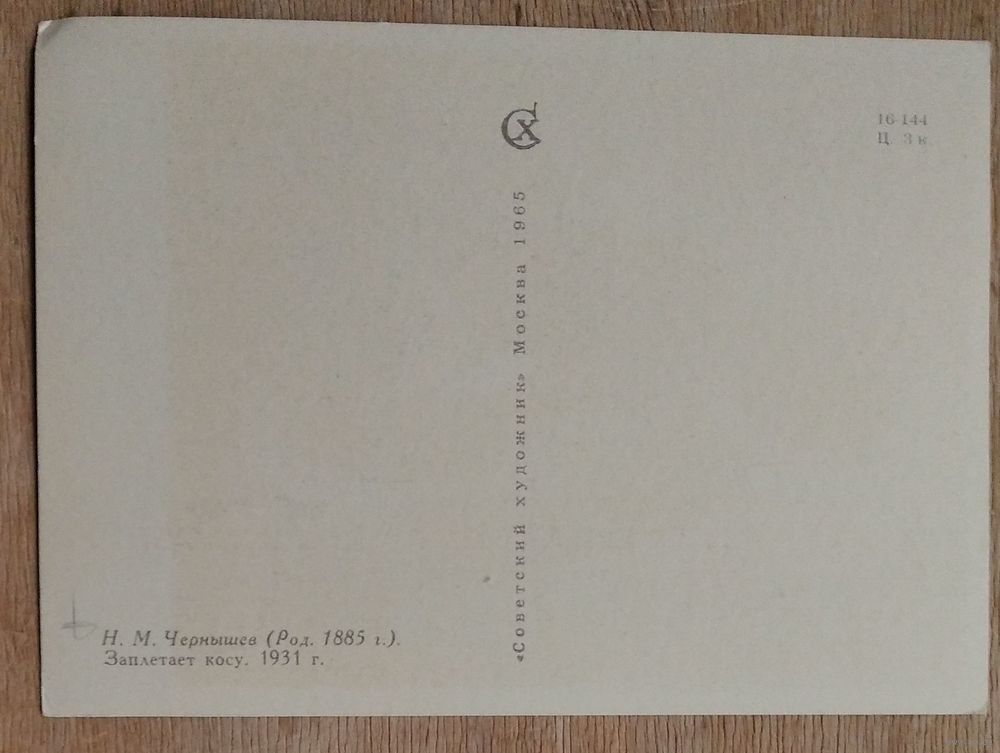 СХ
16-144
Ц. 3 к.
«Советский художник» Москва 1965
Н. М. Чернышев (Род. 1885 г.).
Заплетает косу. 1931 г.